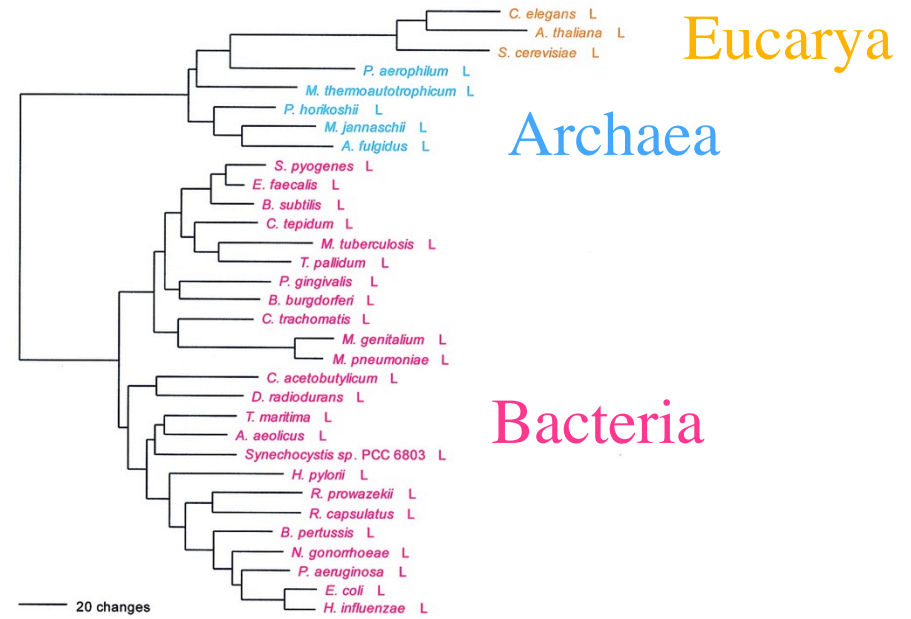 C. elegans L
A. thaliana L
S. cerevisiae L
Eucarya
P. aerophilum L
M. thermoautotrophicum L
P. horikoshii L
M. jannaschii L
A. fulgidus L
Archaea
S. pyogenes L
E. faecalis L
B. subtilis L
C. tepidum L
M. tuberculosis L
T. pallidum L
P. gingivalis L
B. burgdorferi L
C. trachomatis L
M. genitalium L
M. pneumoniae L
C. acetobutylicum L
D. radiodurans L
T. maritima L
A. aeolicus L
Bacteria
Synechocystis sp. PCC 6803 L
H. pylorii L
R. prowazekii L
R. capsulatus L
B. pertussis L
N. gonorrhoeae L
P. aeruginosa L
E. coli L
H. influenzae L
20 changes